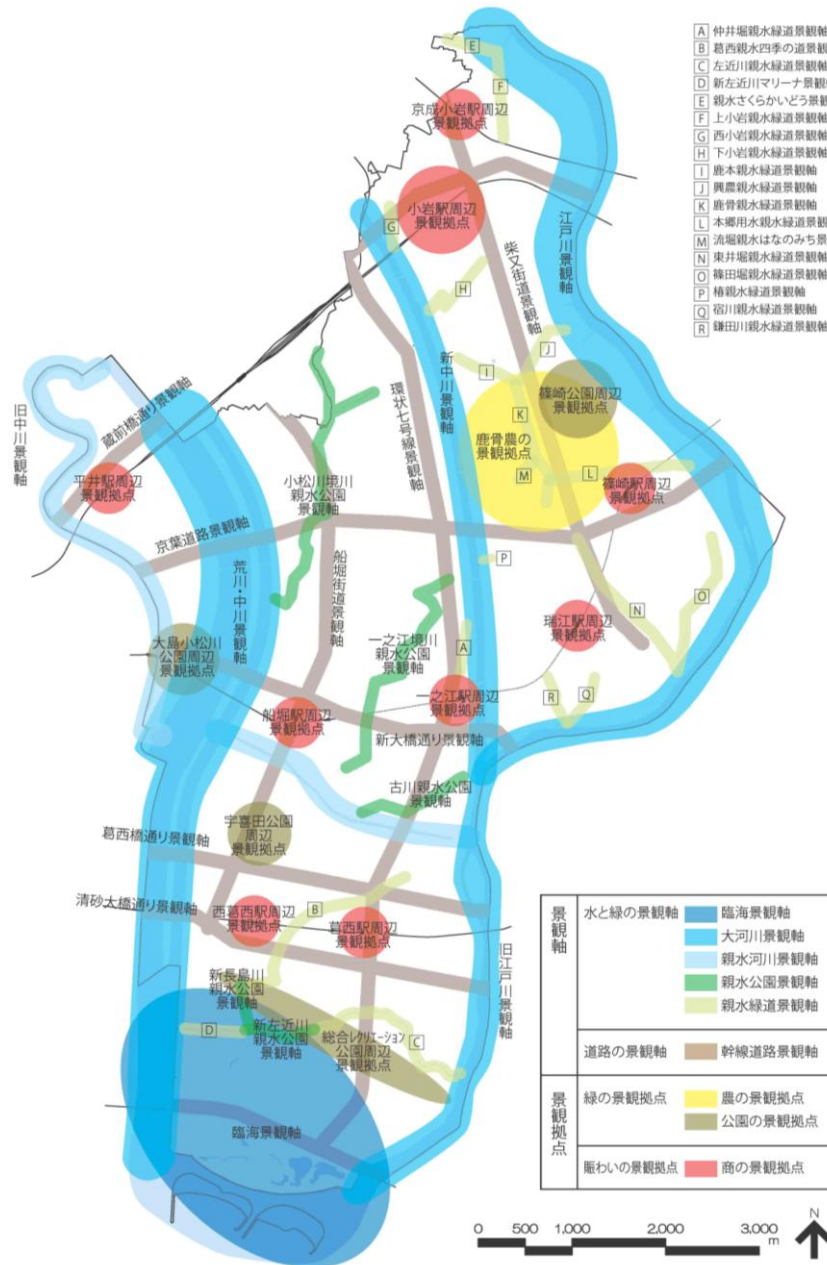 A 仲井堀親水緑道景観軸
B 葛西親水四季の道景観
C 左近川親水緑道景観軸
D 新左近川マリーナ景観
E 親水さくらかいどう景観
F 上小岩親水緑道景観軸
G 西小岩親水緑道景観軸
H 下小岩親水緑道景観軸
I 鹿本親水緑道景観軸
J 興農親水緑道景観軸
K 鹿骨親水緑道景観軸
L 本郷用水親水緑道景観
M 流堀親水はなのみち景
N 東井堀親水緑道景観軸
O 篠田堀親水緑道景観軸
P 椿親水緑道景観軸
Q 宿川親水緑道景観軸
R 鎌田川親水緑道景観軸
E
F
京成小岩駅周辺
景観拠点
小岩駅周辺
景観拠点
G
江戸川景観軸
柴又街道景観軸
H
新中川景観軸
I
J
環状七号線景観軸
篠崎公園周辺
景観拠点
K
鹿骨農の
景観拠点
M
L
篠崎駅周辺
景観拠点
旧中川景観軸
蔵前橋通り景観軸
平井駅周辺
景観拠点
小松川境川
親水公園
景観軸
京葉道路景観軸
荒川・中川景観軸
船堀街道景観軸
P
N
O
大島小松川
公園周辺
景観拠点
一之江境川
親水公園
景観軸
A
瑞江駅周辺
景観拠点
船堀駅周辺
景観拠点
一之江駅周辺
景観拠点
R
Q
新大橋通り景観軸
古川親水公園
景観軸
宇喜田公園
周辺
景観拠点
葛西橋通り景観軸
清砂大橋通り景観軸
西葛西駅周辺
景観拠点
B
葛西駅周辺
景観拠点
旧江戸川景観軸
新長島川
親水公園
景観軸
D
新左近川
親水公園
景観軸
総合レクリエーション
公園周辺
景観拠点
C
臨海景観軸
景観軸
水と緑の景観軸
臨海景観軸
大河川景観軸
親水河川景観軸
親水公園景観軸
親水緑道景観軸
道路の景観軸
幹線道路景観軸
景観拠点
緑の景観拠点
農の景観拠点
公園の景観拠点
賑わいの景観拠点
商の景観拠点
0 500 1,000 2,000 3,000
m
N